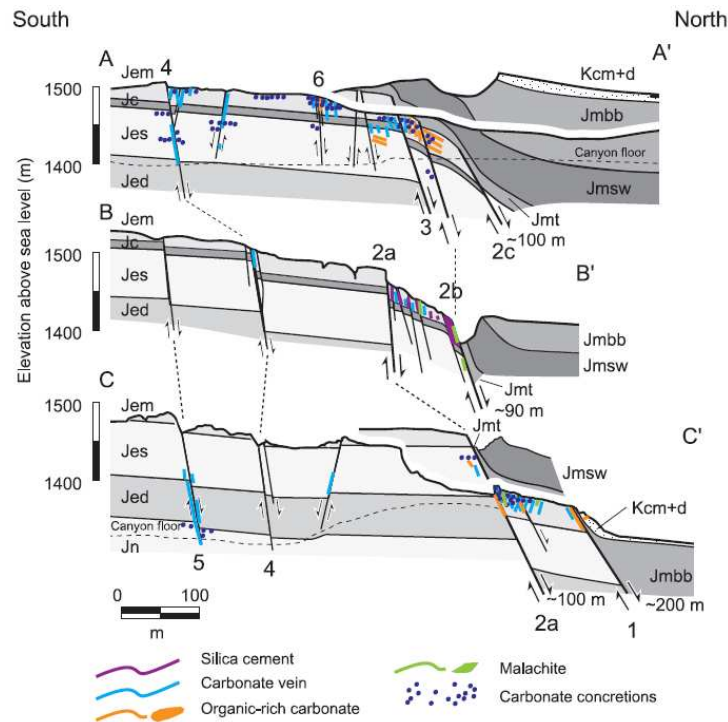 South
North
A
A'
Jem
4
6
Kcm+d
1500
Jc
Jmbb
Jes
Canyon floor
1400
Jmsw
Jed
Jmt
3
2c
~100 m
B
Jem
B'
1500
Jc
2a
Jes
2b
Jmbb
Jed
1400
Jmsw
Jmt
~90 m
Elevation above sea level (m)
C
1500
Jem
Jmt
C'
Jes
Jmsw
1400
Jed
Kcm+d
Canyon floor
Jn
Jmbb
5
4
~100 m
~200 m
2a
1
0
100
m
Silica cement
Carbonate vein
Organic-rich carbonate
Malachite
Carbonate concretions